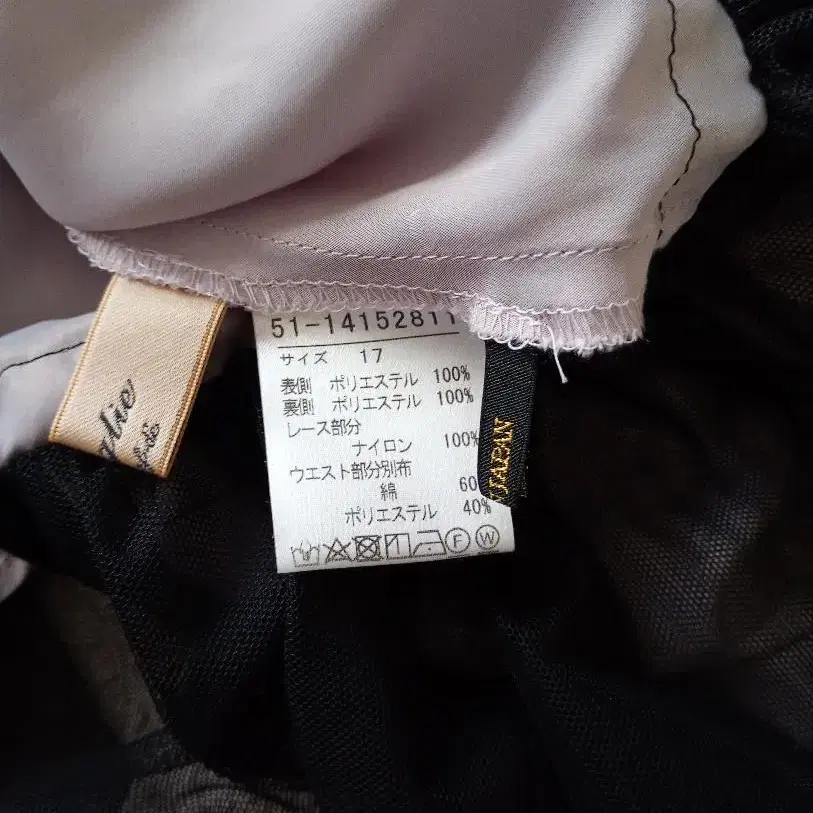 51-14152811
サイズ 17
表側 ポリエステル 100%
裏側 ポリエステル 100%
レース部分
ナイロン 100%
ウエスト部分別布
綿 60
ポリエステル 40%
F W
JAPAN